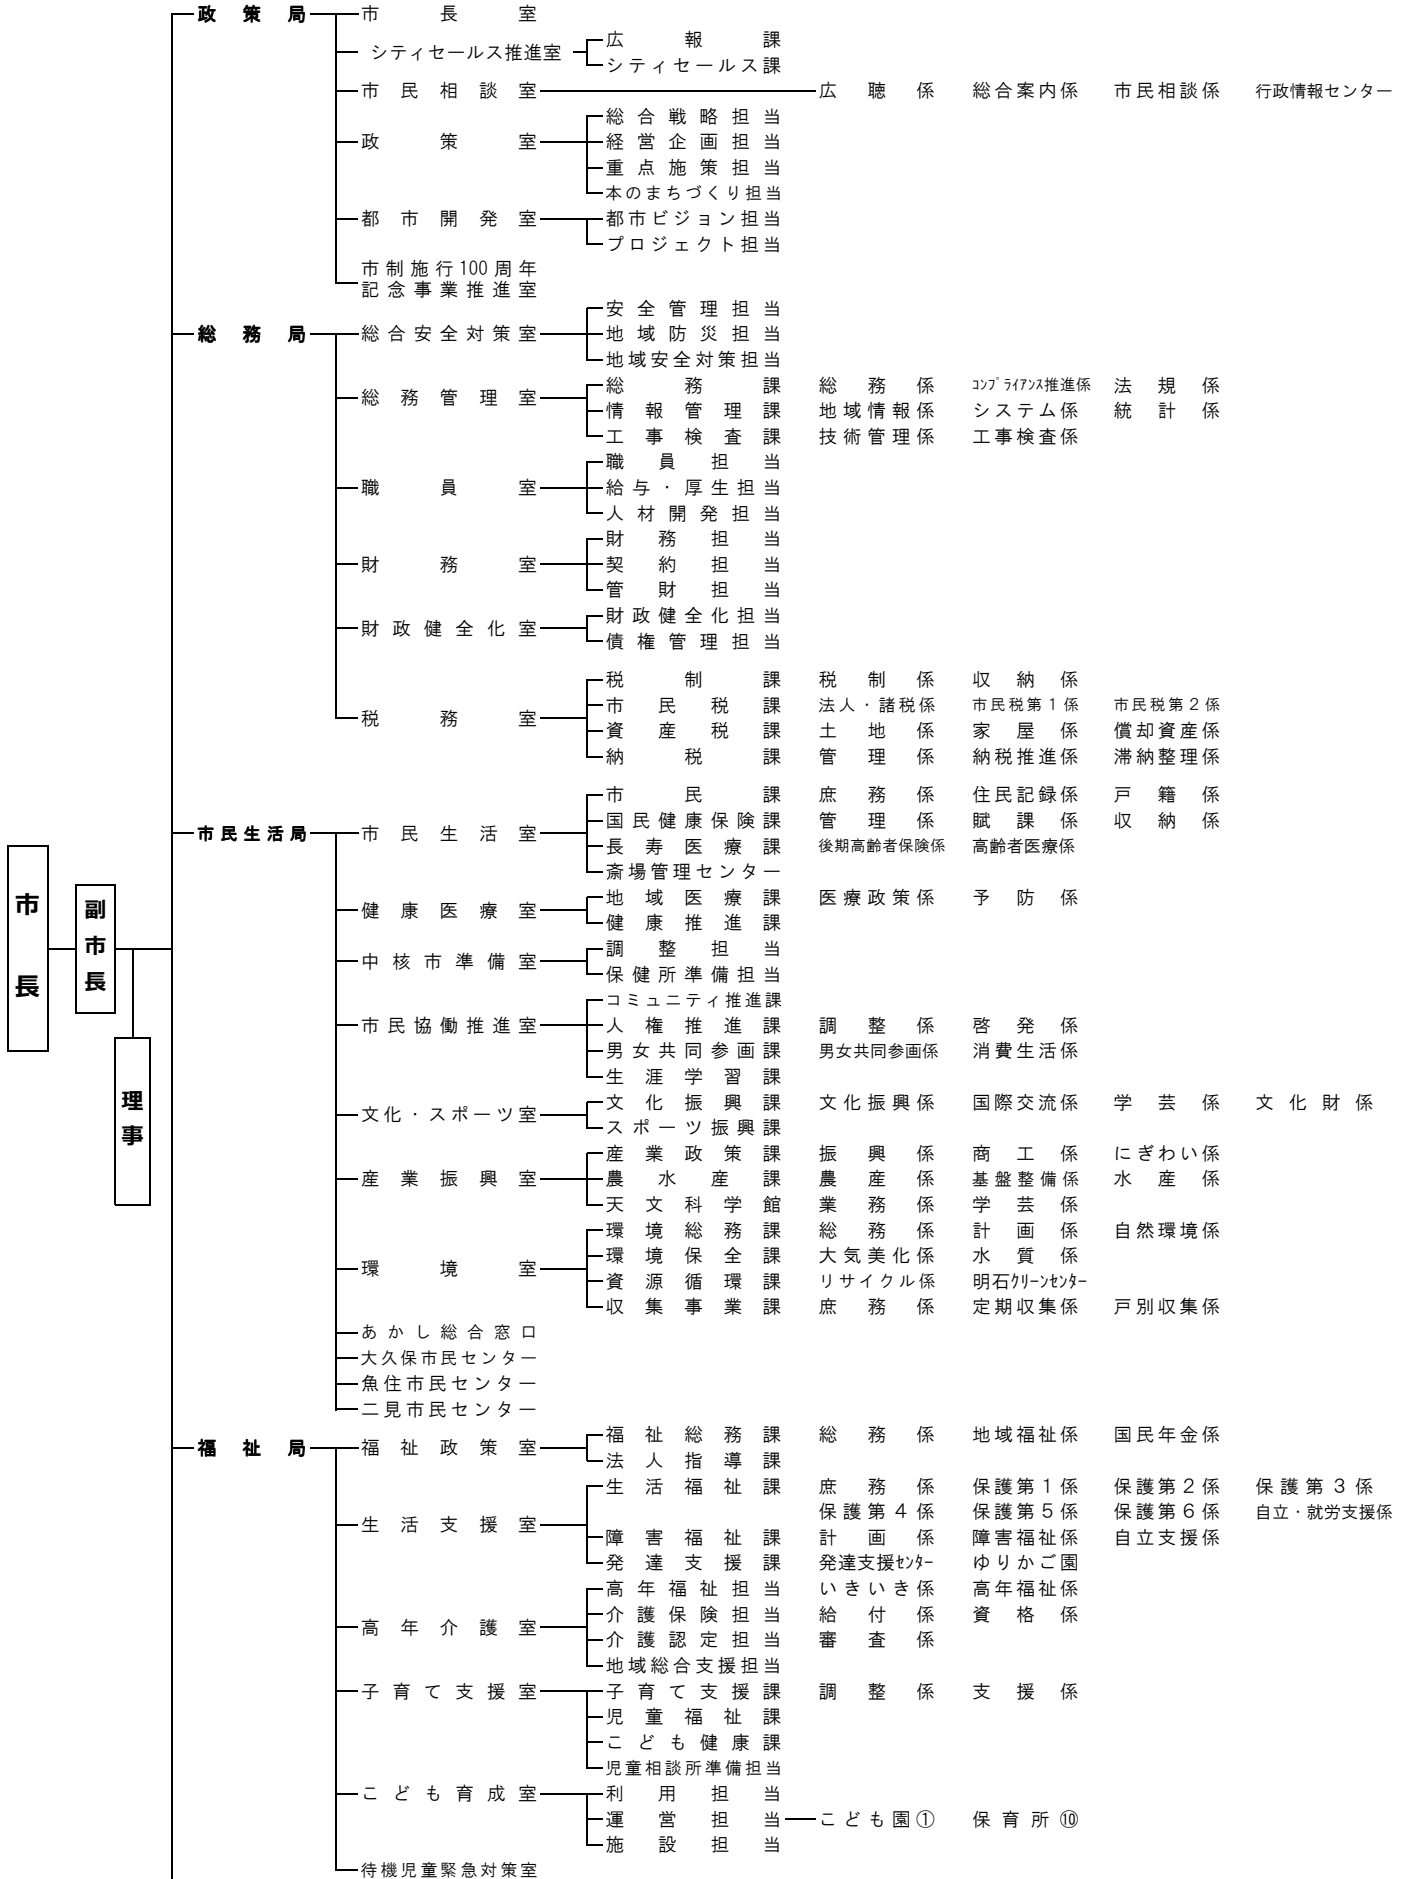 政策局 市長室
広報課
シティセールス推進室
シティセールス課
市民相談室 広聴係 総合案内係 市民相談係 行政情報センター
総合戦略担当
政策室 経営企画担当
重点施策担当
本のまちづくり担当
都市開発室 都市ビジョン担当
プロジェクト担当
市制施行100周年
記念事業推進室
安全管理担当
総務局 総合安全対策室 地域防災担当
地域安全対策担当
総務課 総務係 ｺﾝﾌﾟﾗｲｱﾝｽ推進係 法規係
総務管理室
情報管理課 地域情報係 システム係 統計係
工事検査課 技術管理係 工事検査係
職員担当
職員室 給与・厚生担当
人材開発担当
財務担当
財務室 契約担当
管財担当
財政健全化担当
財政健全化室
債権管理担当
税制課 税制係 収納係
市民税課 法人・諸税係 市民税第1係 市民税第2係
税務室
資産税課 土地係 家屋係 償却資産係
納税課 管理係 納税推進係 滞納整理係
市民課 庶務係 住民記録係 戸籍係
国民健康保険課 管理係 賦課係 収納係
市民生活局 市民生活室
長寿医療課 後期高齢者保険係 高齢者医療係
斎場管理センター
地域医療課 医療政策係 予防係
健康医療室
健康推進課
調整担当
中核市準備室
保健所準備担当
コミュニティ推進課
市民協働推進室 人権推進課 調整係 啓発係
男女共同参画課 男女共同参画係 消費生活係
生涯学習課
文化振興課 文化振興係 国際交流係 学芸係 文化財係
文化・スポーツ室
スポーツ振興課
産業政策課 振興係 商工係 にぎわい係
産業振興室 農水産課 農産係 基盤整備係 水産係
天文科学館 業務係 学芸係
環境総務課 総務係 計画係 自然環境係
環境保全課 大気美化係 水質係
環境室
資源循環課 リサイクル係 明石ｸﾘｰﾝｾﾝﾀｰ
収集事業課 庶務係 定期収集係 戸別収集係
あかし総合窓口
大久保市民センター
魚住市民センター
二見市民センター
市長
副市長
理事
福祉総務課 総務係 地域福祉係 国民年金係
福祉局 福祉政策室
法人指導課
生活福祉課 庶務係 保護第1係 保護第2係 保護第3係
保護第4係 保護第5係 保護第6係 自立・就労支援係
生活支援室
障害福祉課 計画係 障害福祉係 自立支援係
発達支援課 発達支援ｾﾝﾀｰ ゆりかご園
高年福祉担当 いきいき係 高年福祉係
介護保険担当 給付係 資格係
高年介護室
介護認定担当 審査係
地域総合支援担当
子育て支援室 子育て支援課 調整係 支援係
児童福祉課
こども健康課
児童相談所準備担当
こども育成室 利用担当
運営担当 こども園① 保育所⑩
施設担当
待機児童緊急対策室